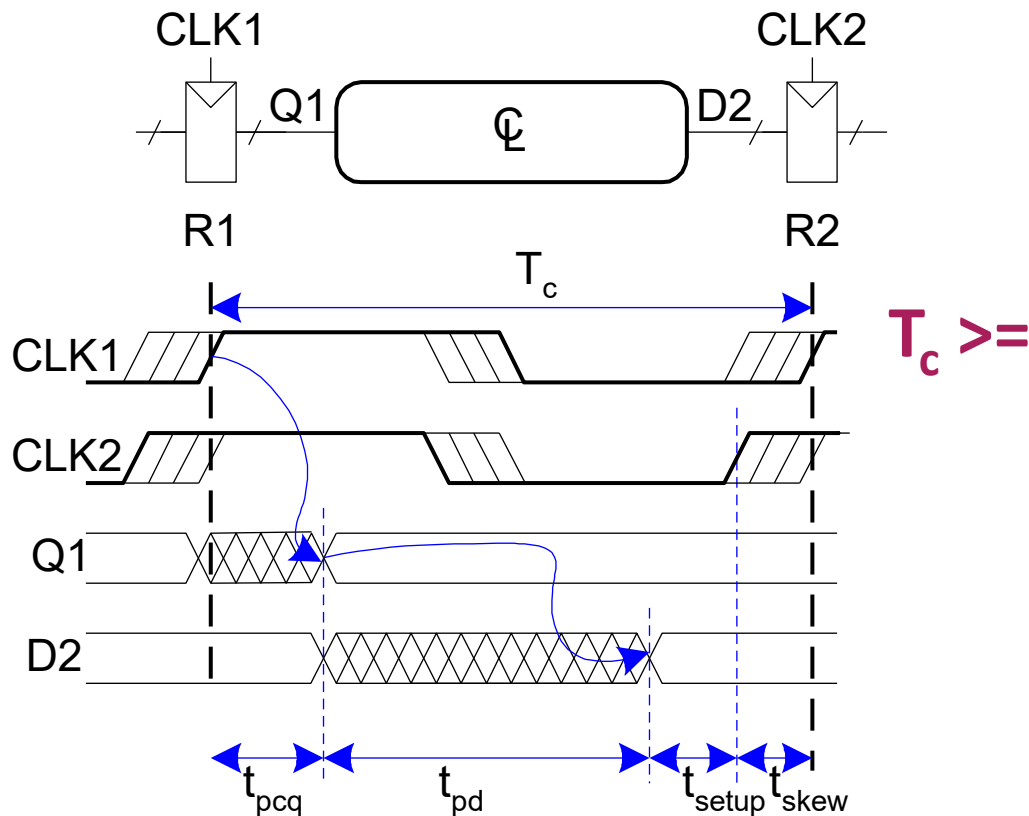 CLK1 CLK2
Q1 CL D2
R1 R2
Tc
Tc >=
CLK1
CLK2
Q1
D2
tpcq tpd tsetup tskew